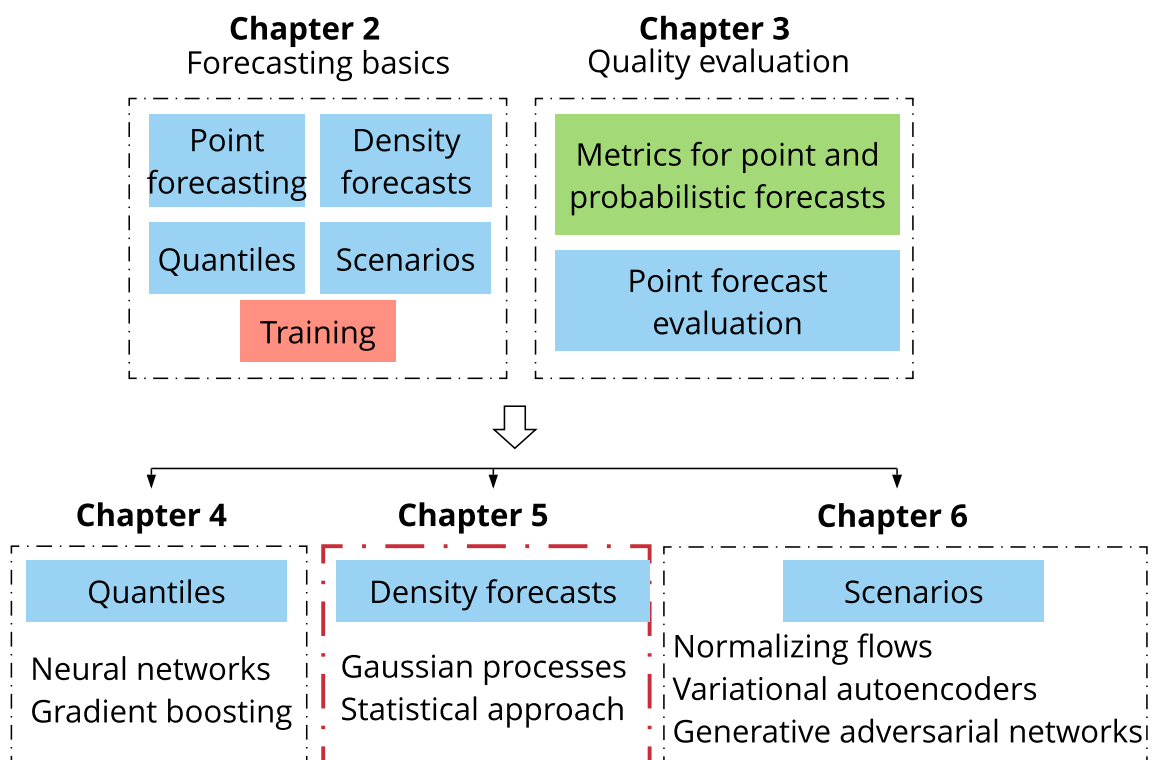 Chapter 2
Forecasting basics
Point
forecasting
Density
forecasts
Quantiles
Scenarios
Training
Chapter 3
Quality evaluation
Metrics for point and
probabilistic forecasts
Point forecast
evaluation
Chapter 4
Quantiles
Neural networks
Gradient boosting
Chapter 5
Density forecasts
Gaussian processes
Statistical approach
Chapter 6
Scenarios
Normalizing flows
Variational autoencoders
Generative adversarial networks